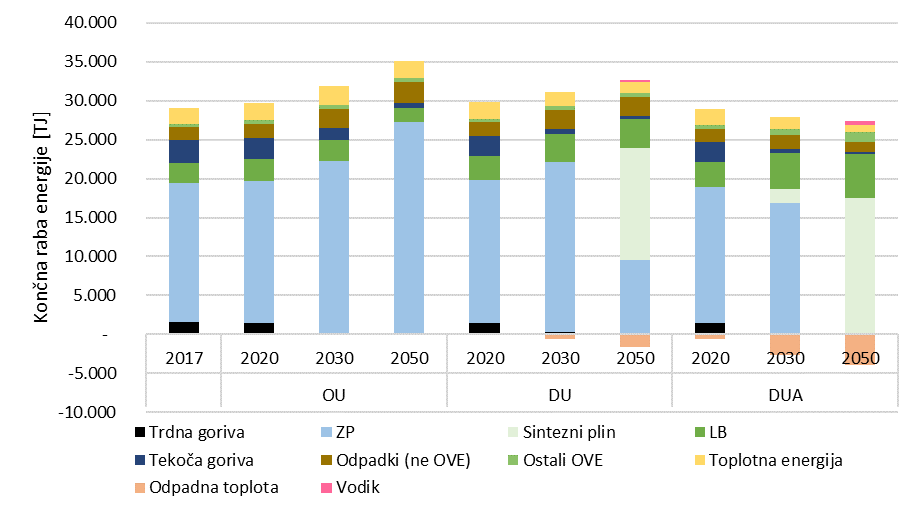 40.000
35.000
30.000
25.000
20.000
15.000
10.000
5.000
-
-5.000
-10.000
Končna raba energije [TJ]
2017 2020 2030 2050 2020 2030 2050 2020 2030 2050
OU DU DUA
Trdna goriva ZP Sintezni plin LB
Tekoča goriva Odpadki (ne OVE) Ostali OVE Toplotna energija
Odpadna toplota Vodik